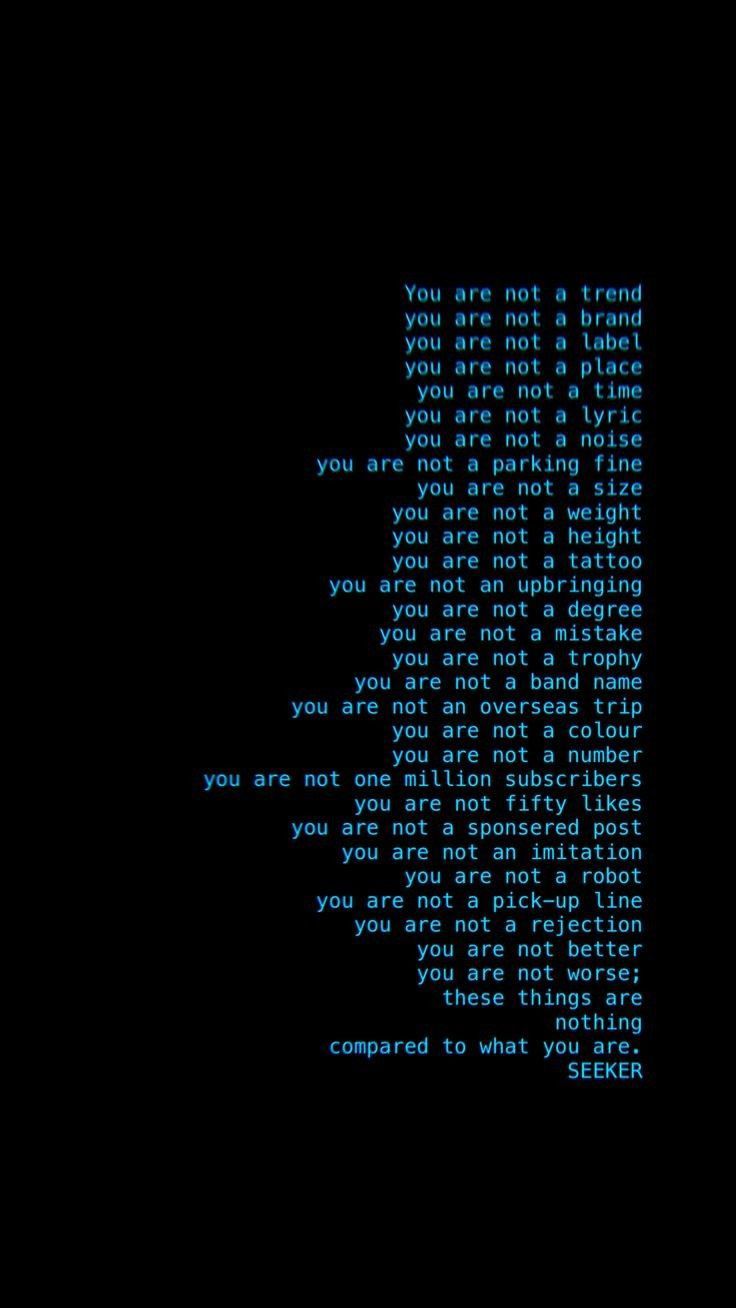 You are not a trend
you are not a brand
you are not a label
you are not a place
you are not a time
you are not a lyric
you are not a noise
you are not a parking fine
you are not a size
you are not a weight
you are not a height
you are not a tattoo
you are not an upbringing
you are not a degree
you are not a mistake
you are not a trophy
you are not a band name
you are not an overseas trip
you are not a colour
you are not a number
you are not one million subscribers
you are not fifty likes
you are not a sponsered post
you are not an imitation
you are not a robot
you are not a pick-up line
you are not a rejection
you are not better
you are not worse;
these things are
nothing
compared to what you are.
SEEKER